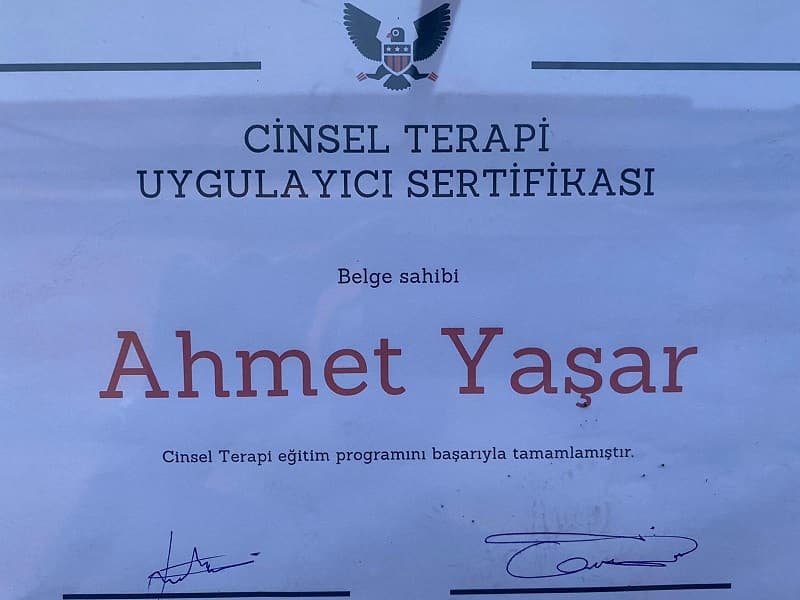 CİNSEL TERAPİ
UYGULAYICI SERTİFİKASI
Belge sahibi
Ahmet Yaşar
Cinsel Terapi eğitim programını başarıyla tamamlamıştır.